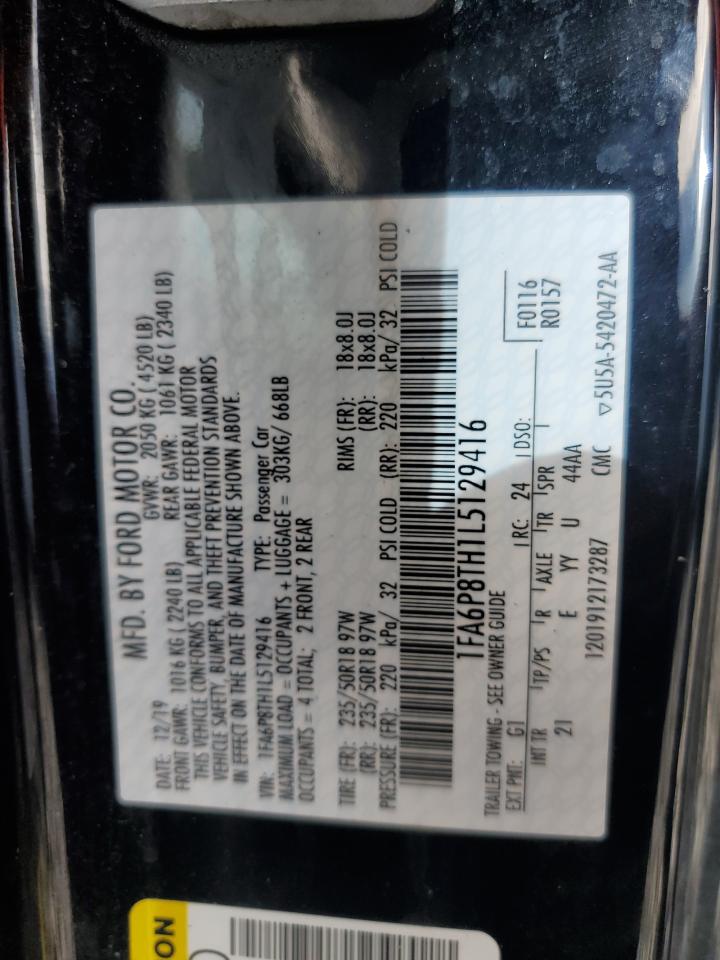 MFD. BY FORD MOTOR CO.
DATE: 12/19 GVWR: 2050 KG ( 4520 LB)
FRONT GAWR: 1016 KG ( 2240 LB) REAR GAWR: 1061 KG ( 2340 LB)
THIS VEHICLE CONFORMS TO ALL APPLICABLE FEDERAL MOTOR
VEHICLE SAFETY, BUMPER, AND THEFT PREVENTION STANDARDS
IN EFFECT ON THE DATE OF MANUFACTURE SHOWN ABOVE.
VIN: 1FA6P8TH1L5129416 TYPE: Passenger Car
MAXIMUM LOAD = OCCUPANTS + LUGGAGE = 303KG/ 668LB
OCCUPANTS = 4 TOTAL; 2 FRONT, 2 REAR
TIRE (FR): 235/50R18 97W RIMS (FR): 18x8.0J
(RR): 235/50R18 97W (RR): 18x8.0J
PRESSURE (FR): 220 kPa/ 32 PSI COLD (RR): 220 kPa/ 32 PSI COLD
1FA6P8TH1L5129416
TRAILER TOWING - SEE OWNER GUIDE
EXT PNT: G1 RC: 24 DSO: F0116
R0157
INT TR TP/PS R AXLE TR SPR
21 E YY U 44AA
1201912173287 CMC ▽5U5A-5420472-AA
ON